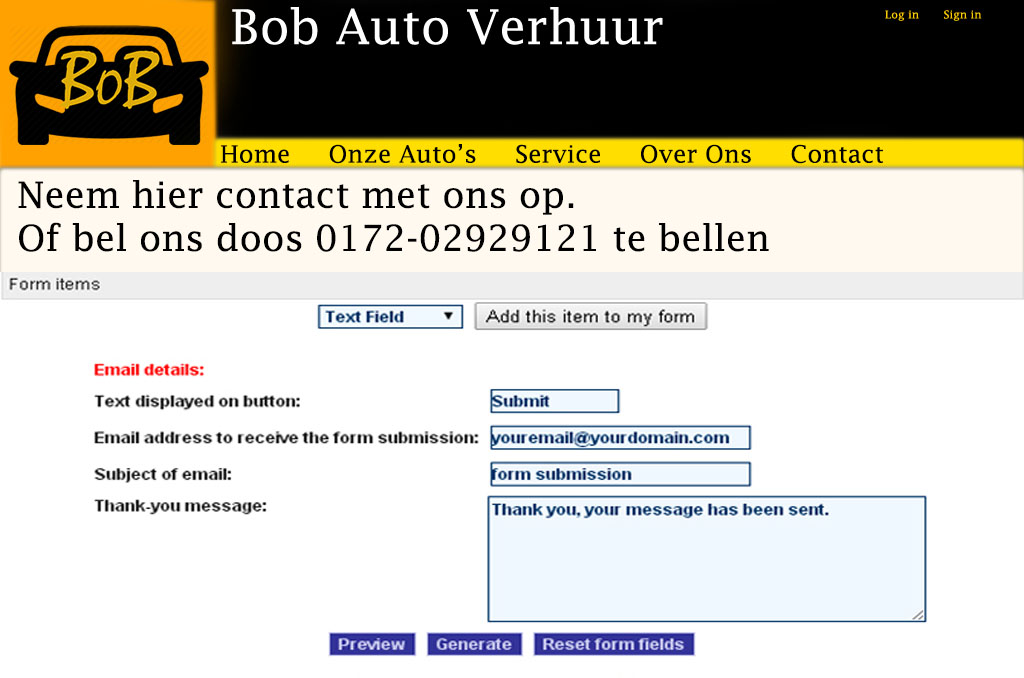 BoB
Bob Auto Verhuur
Log in Sign in
Home Onze Auto's Service Over Ons Contact
Neem hier contact met ons op.
Of bel ons doos 0172-02929121 te bellen
Form items
Text Field Add this item to my form
Email details:
Text displayed on button: Submit
Email address to receive the form submission: youremail@yourdomain.com
Subject of email: form submission
Thank-you message: Thank you, your message has been sent.
Preview Generate Reset form fields